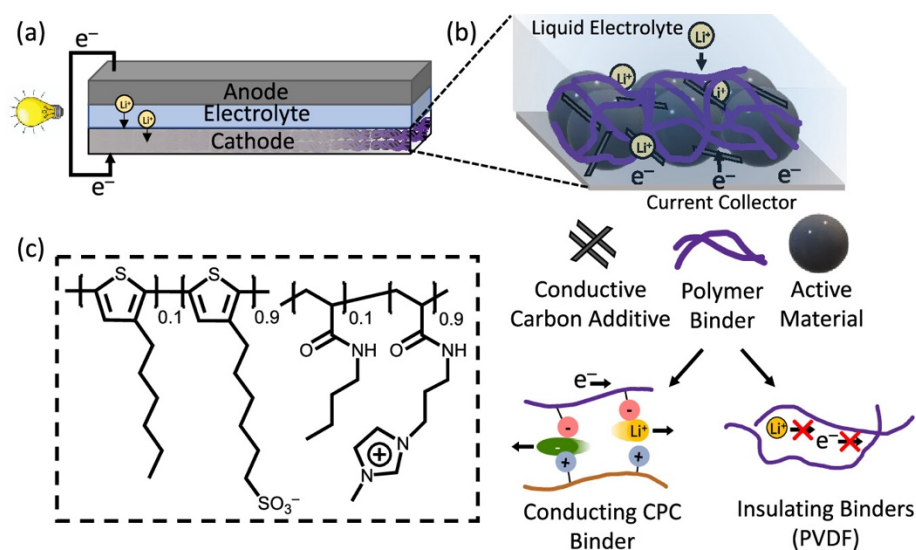 (a)
e⁻
Li⁺
Li⁺
Anode
Electrolyte
Cathode
e⁻
(b)
Liquid Electrolyte
Li⁺
Li⁺
Li⁺
Li⁺
e⁻
e⁻
e⁻
Current Collector
Conductive
Carbon Additive
Polymer
Binder
Active
Material
(c)
S
0.1
S
0.9
SO₃⁻
0.1
O
NH
0.9
O
NH
N
N
+
e⁻
-
-
Li⁺
-
+
+
Conducting CPC
Binder
Li⁺
e⁻
Insulating Binders
(PVDF)